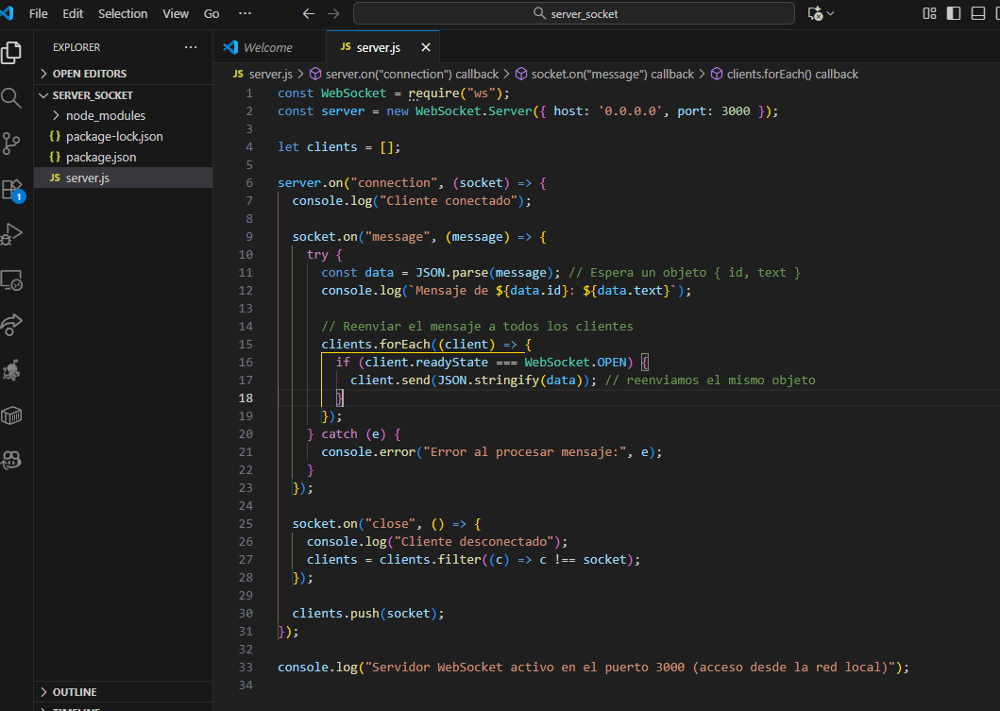 File Edit Selection View Go ··· ← → server_socket
EXPLORER ···
OPEN EDITORS
SERVER_SOCKET
node_modules
{} package-lock.json
{} package.json
JS server.js
1
Welcome
JS server.js ×
JS server.js > server.on("connection") callback > socket.on("message") callback > clients.forEach() callback
1 const WebSocket = require("ws");
2 const server = new WebSocket.Server({ host: '0.0.0.0', port: 3000 });
3
4 let clients = [];
5
6 server.on("connection", (socket) => {
7 console.log("Cliente conectado");
8
9 socket.on("message", (message) => {
10 try {
11 const data = JSON.parse(message); // Espera un objeto { id, text }
12 console.log(`Mensaje de ${data.id}: ${data.text}`);
13
14 // Reenviar el mensaje a todos los clientes
15 clients.forEach((client) => {
16 if (client.readyState === WebSocket.OPEN) {
17 client.send(JSON.stringify(data)); // reenviamos el mismo objeto
18 }
19 });
20 } catch (e) {
21 console.error("Error al procesar mensaje:", e);
22 }
23 });
24
25 socket.on("close", () => {
26 console.log("Cliente desconectado");
27 clients = clients.filter((c) => c !== socket);
28 });
29
30 clients.push(socket);
31 });
32
33 console.log("Servidor WebSocket activo en el puerto 3000 (acceso desde la red local)");
34
OUTLINE
TIMELINE